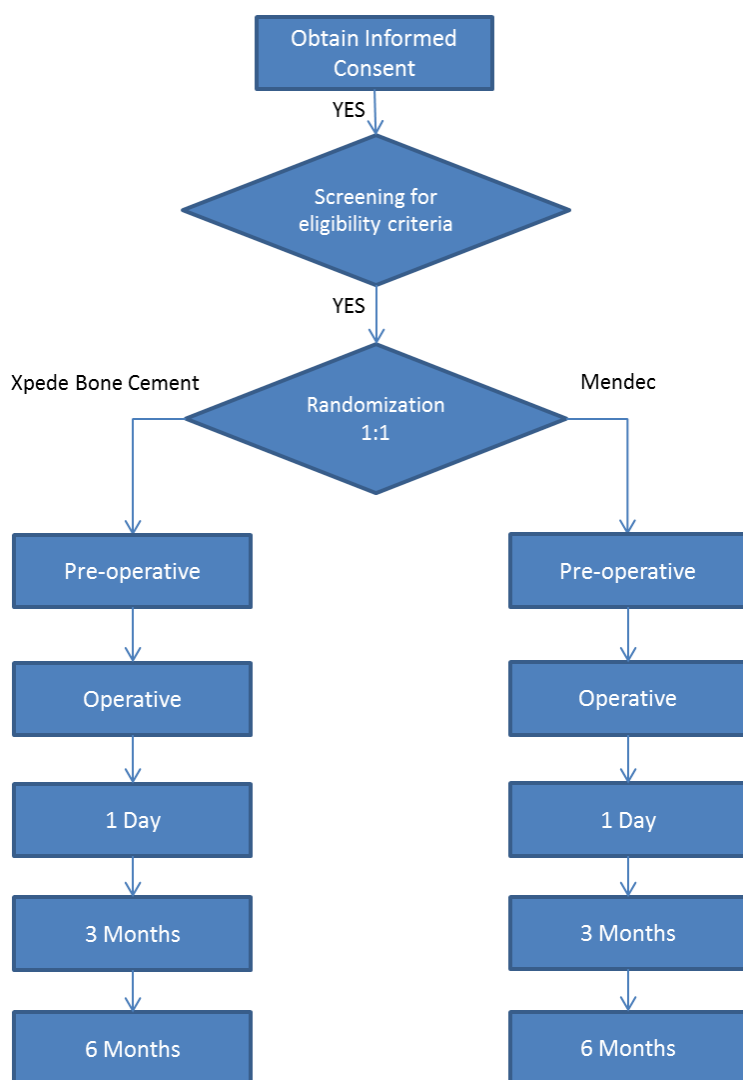 Obtain Informed
Consent
YES
Screening for
eligibility criteria
YES
Xpede Bone Cement
Mendec
Randomization
1:1
Pre-operative
Pre-operative
Operative
Operative
1 Day
1 Day
3 Months
3 Months
6 Months
6 Months